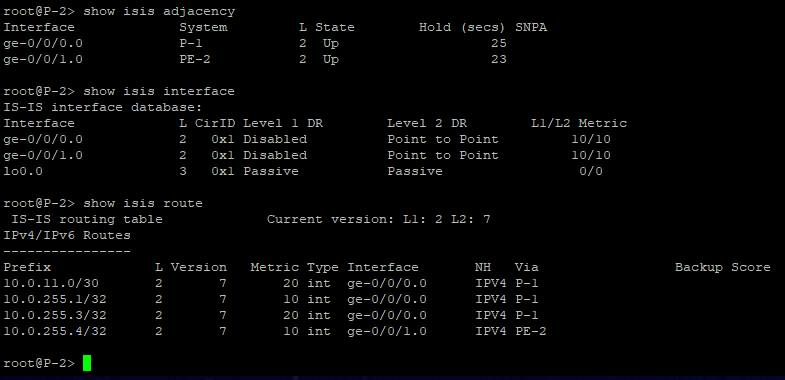 root@P-2> show isis adjacency
Interface             System         L State         Hold (secs) SNPA
ge-0/0/0.0            P-1            2  Up                    25
ge-0/0/1.0            PE-2           2  Up                    23
root@P-2> show isis interface
IS-IS interface database:
Interface             L CirID Level 1 DR        Level 2 DR        L1/L2 Metric
ge-0/0/0.0            2   0x1 Disabled          Point to Point         10/10
ge-0/0/1.0            2   0x1 Disabled          Point to Point         10/10
lo0.0                 3   0x1 Passive           Passive                 0/0
root@P-2> show isis route
 IS-IS routing table             Current version: L1: 2 L2: 7
IPv4/IPv6 Routes
----------------
Prefix             L Version   Metric Type Interface       NH   Via                 Backup Score
10.0.11.0/30       2       7       20 int  ge-0/0/0.0      IPV4 P-1
10.0.255.1/32      2       7       10 int  ge-0/0/0.0      IPV4 P-1
10.0.255.3/32      2       7       20 int  ge-0/0/0.0      IPV4 P-1
10.0.255.4/32      2       7       10 int  ge-0/0/1.0      IPV4 PE-2
root@P-2>